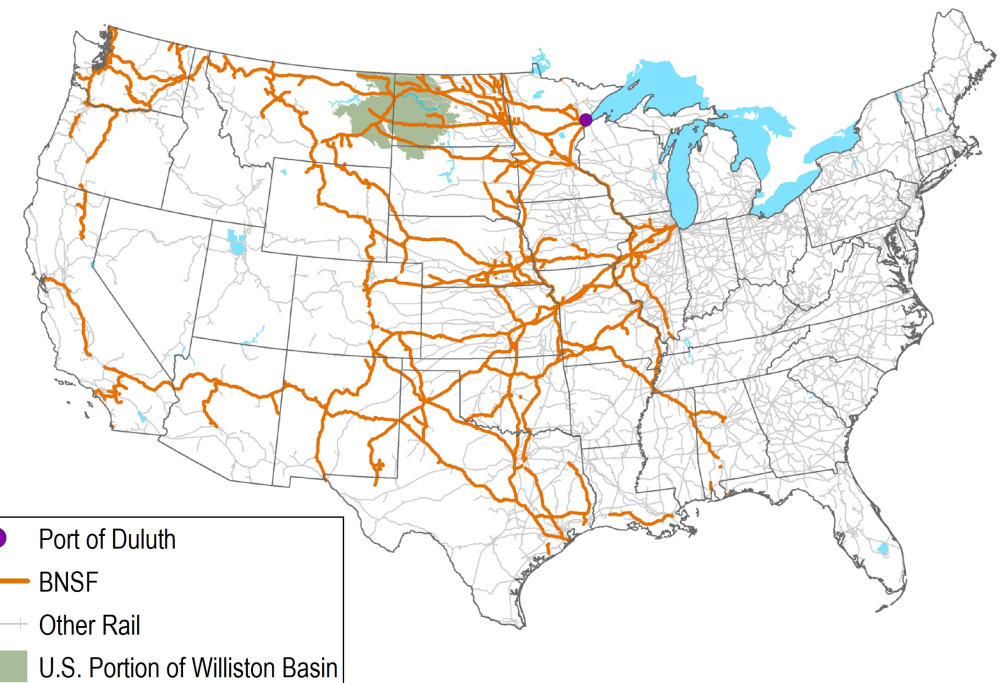 Port of Duluth
BNSF
Other Rail
U.S. Portion of Williston Basin